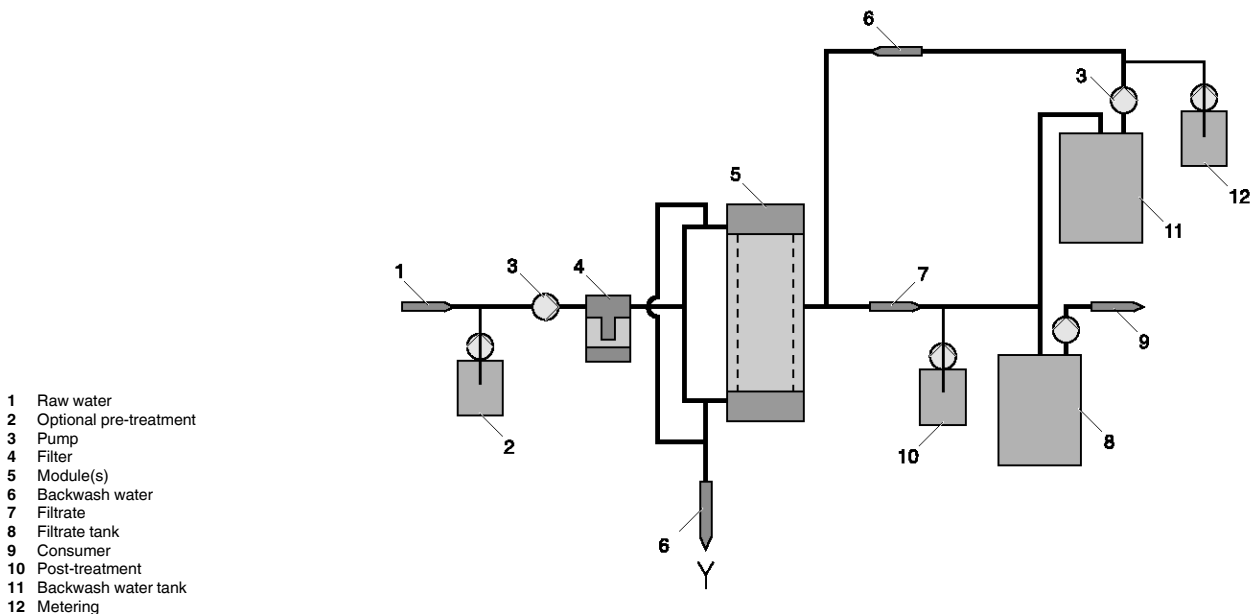 6
3
12
5
11
1
3
4
7
9
2
10
8
6
1 Raw water
2 Optional pre-treatment
3 Pump
4 Filter
5 Module(s)
6 Backwash water
7 Filtrate
8 Filtrate tank
9 Consumer
10 Post-treatment
11 Backwash water tank
12 Metering